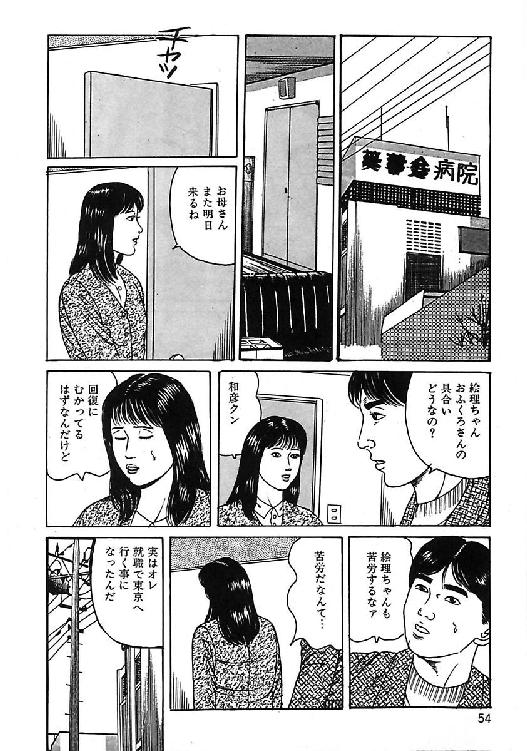 病院
チャッ
お母さん
また明日
来るね
絵理ちゃん
おふくろさんの
具合い
どうなの?
和彦クン
回復に
むかってる
はずなんだけど
絵理ちゃんも
苦労するなァ
苦労だなんて…
実はオレ
就職で東京へ
行く事に
なったんだ
54